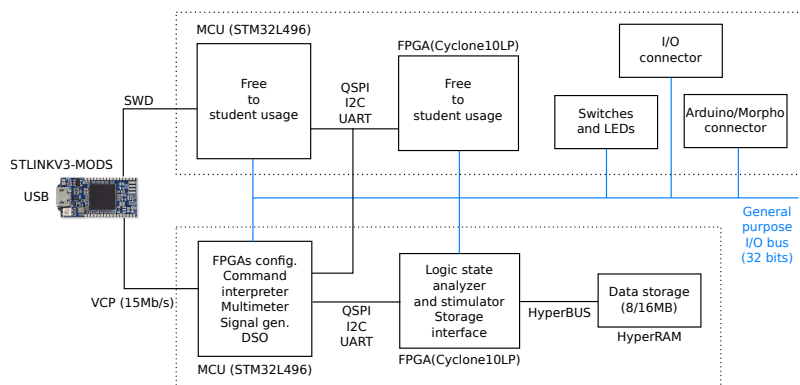 MCU (STM32L496)
Free
to
student usage
SWD
QSPI
I2C
UART
FPGA(Cyclone10LP)
Free
to
student usage
I/O
connector
Switches
and LEDs
Arduino/Morpho
connector
STLINKV3-MODS
USB
General
purpose
I/O bus
(32 bits)
VCP (15Mb/s)
FPGAs config.
Command
interpreter
Multimeter
Signal gen.
DSO
MCU (STM32L496)
QSPI
I2C
UART
Logic state
analyzer
and stimulator
Storage
interface
FPGA(Cyclone10LP)
HyperBUS
Data storage
(8/16MB)
HyperRAM